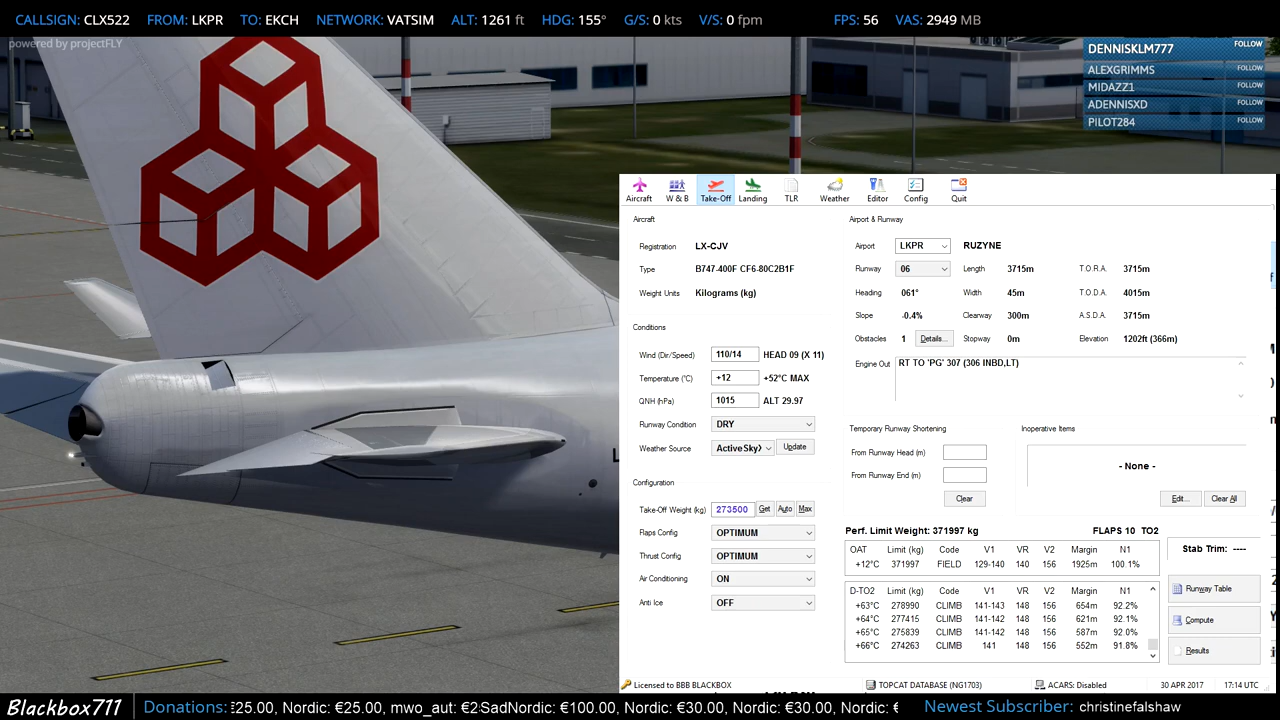 CALLSIGN: CLX522 FROM: LKPR TO: EKCH NETWORK: VATSIM ALT: 1261 ft HDG: 155° G/S: 0 kts V/S: 0 fpm FPS: 56 VAS: 2949 MB
powered by projectFLY
DENNISKLM777 FOLLOW
ALEXGRIMMS FOLLOW
MIDAZZ1 FOLLOW
ADENNISXD FOLLOW
PILOT284 FOLLOW
Aircraft W & B Take-Off Landing TLR Weather Editor Config Quit
Aircraft
Registration LX-CJV
Type B747-400F CF6-80C2B1F
Weight Units Kilograms (kg)
Conditions
Wind (Dir/Speed) 110/14 HEAD 09 (X 11)
Temperature (°C) +12 +52°C MAX
QNH (hPa) 1015 ALT 29.97
Runway Condition DRY
Weather Source ActiveSkyX Update
Configuration
Take-Off Weight (kg) 273500 Get Auto Max
Flaps Config OPTIMUM
Thrust Config OPTIMUM
Air Conditioning ON
Anti Ice OFF
Airport & Runway
Airport LKPR RUZYNE
Runway 06 Length 3715m T.O.R.A. 3715m
Heading 061° Width 45m T.O.D.A. 4015m
Slope -0.4% Clearway 300m A.S.D.A. 3715m
Obstacles 1 Details... Stopway 0m Elevation 1202ft (366m)
Engine Out RT TO 'PG' 307 (306 INBD,LT)
Temporary Runway Shortening
From Runway Head (m)
From Runway End (m)
Clear
Inoperative Items
- None -
Edit... Clear All
Perf. Limit Weight: 371997 kg FLAPS 10 TO2
OAT Limit (kg) Code V1 VR V2 Margin N1
+12°C 371997 FIELD 129-140 140 156 1925m 100.1%
D-TO2 Limit (kg) Code V1 VR V2 Margin N1
+63°C 278990 CLIMB 141-143 148 156 654m 92.2%
+64°C 277415 CLIMB 141-142 148 156 621m 92.1%
+65°C 275839 CLIMB 141-142 148 156 587m 92.0%
+66°C 274263 CLIMB 141 148 156 552m 91.8%
Stab Trim: ----
Runway Table
Compute
Results
Licensed to BBB BLACKBOX TOPCAT DATABASE (NG1703) ACARS: Disabled 30 APR 2017 17:14 UTC
Blackbox711 Donations: €25.00, Nordic: €25.00, mwo_aut: €2 SadNordic: €100.00, Nordic: €30.00, Nordic: €30.00, Nordic: € Newest Subscriber: christinefalshaw